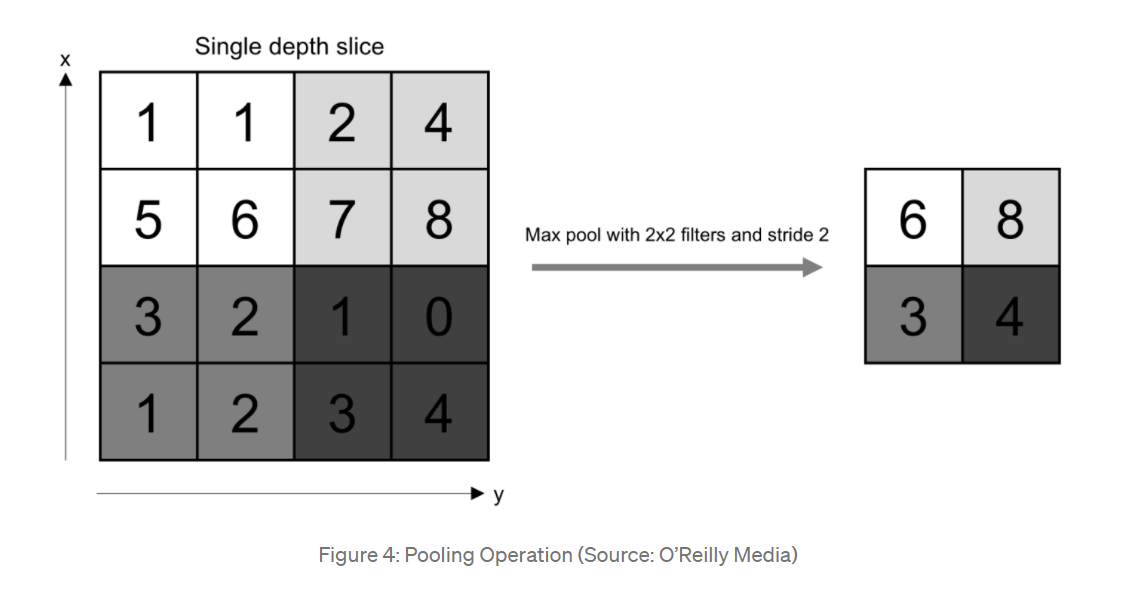 Single depth slice
x
1 1 2 4
5 6 7 8
3 2 1 0
1 2 3 4
y
Max pool with 2x2 filters and stride 2
6 8
3 4
Figure 4: Pooling Operation (Source: O’Reilly Media)